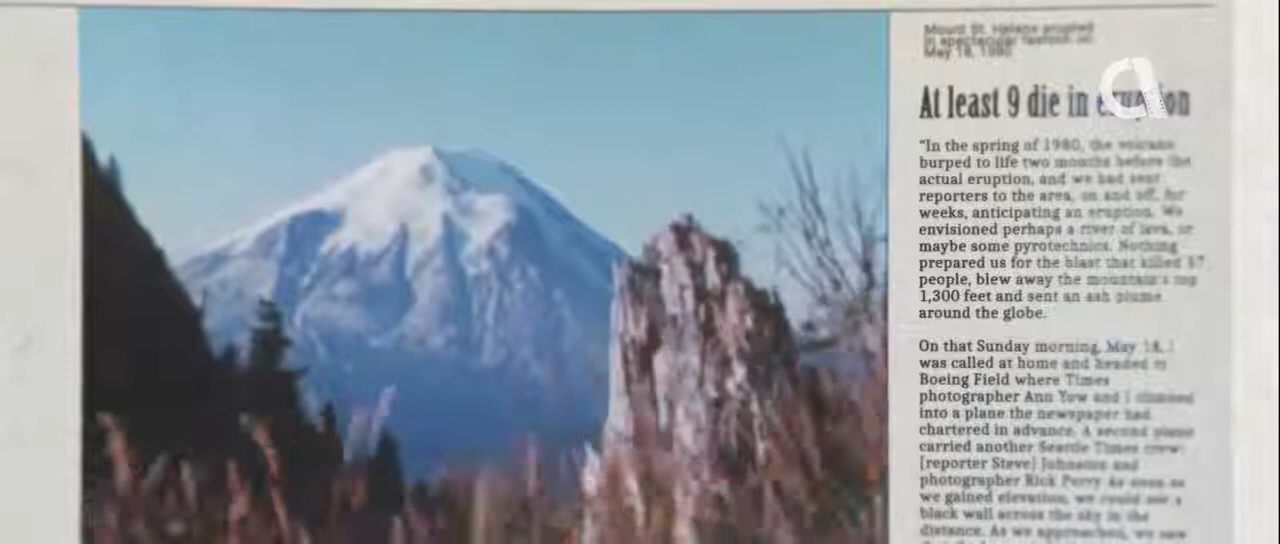 Mount St. Helens erupted
in spectacular fashion on
May 18, 1980
a
At least 9 die in eruption
"In the spring of 1980, the volcano
burped to life two months before the
actual eruption, and we had sent
reporters to the area, on and off, for
weeks, anticipating an eruption. We
envisioned perhaps a river of lava, or
maybe some pyrotechnics. Nothing
prepared us for the blast that killed 57
people, blew away the mountain's top
1,300 feet and sent an ash plume
around the globe.
On that Sunday morning, May 18, I
was called at home and headed to
Boeing Field where Times
photographer Ann Yow and I climbed
into a plane the newspaper had
chartered in advance. A second plane
carried another Seattle Times crew:
[reporter Steve] Johnston and
photographer Rick Perry As soon as
we gained elevation, we could see a
black wall across the sky in the
distance. As we approached, we saw